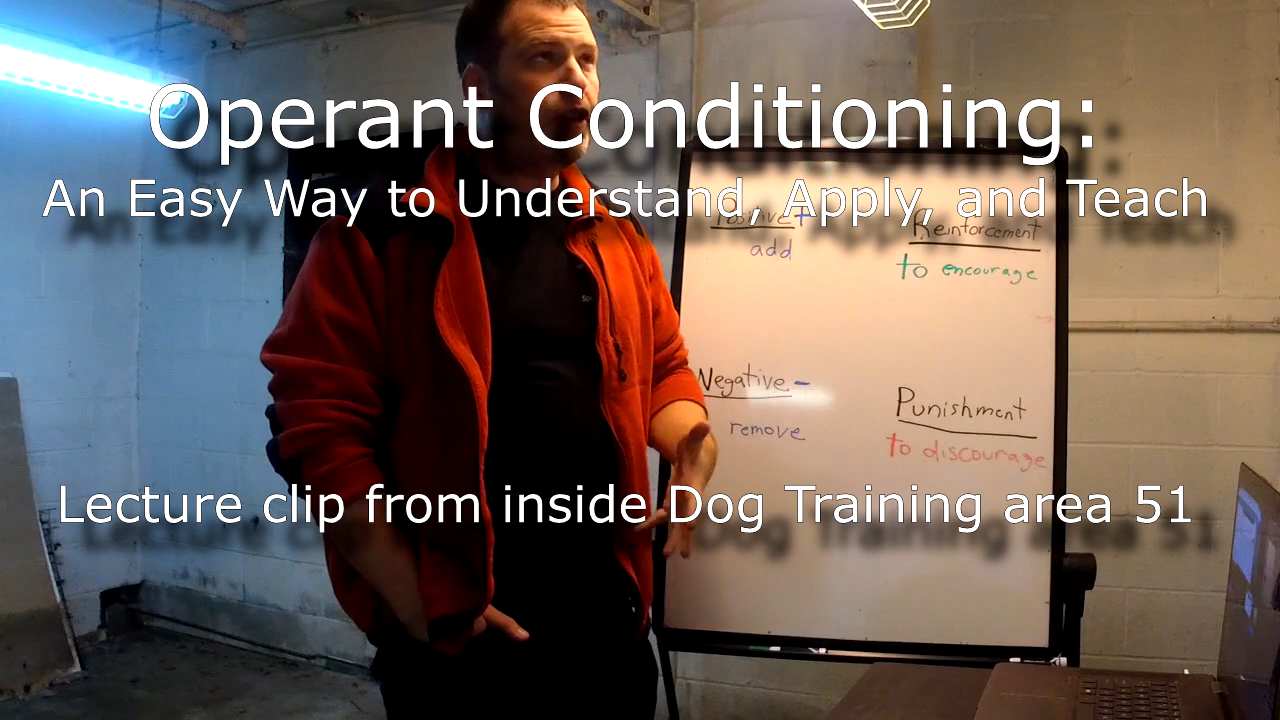 Operant Conditioning:
An Easy Way to Understand, Apply, and Teach
Positive +
Reinforcement
add
to encourage
Negative -
Punishment
remove
to discourage
Lecture clip from inside Dog Training area 51